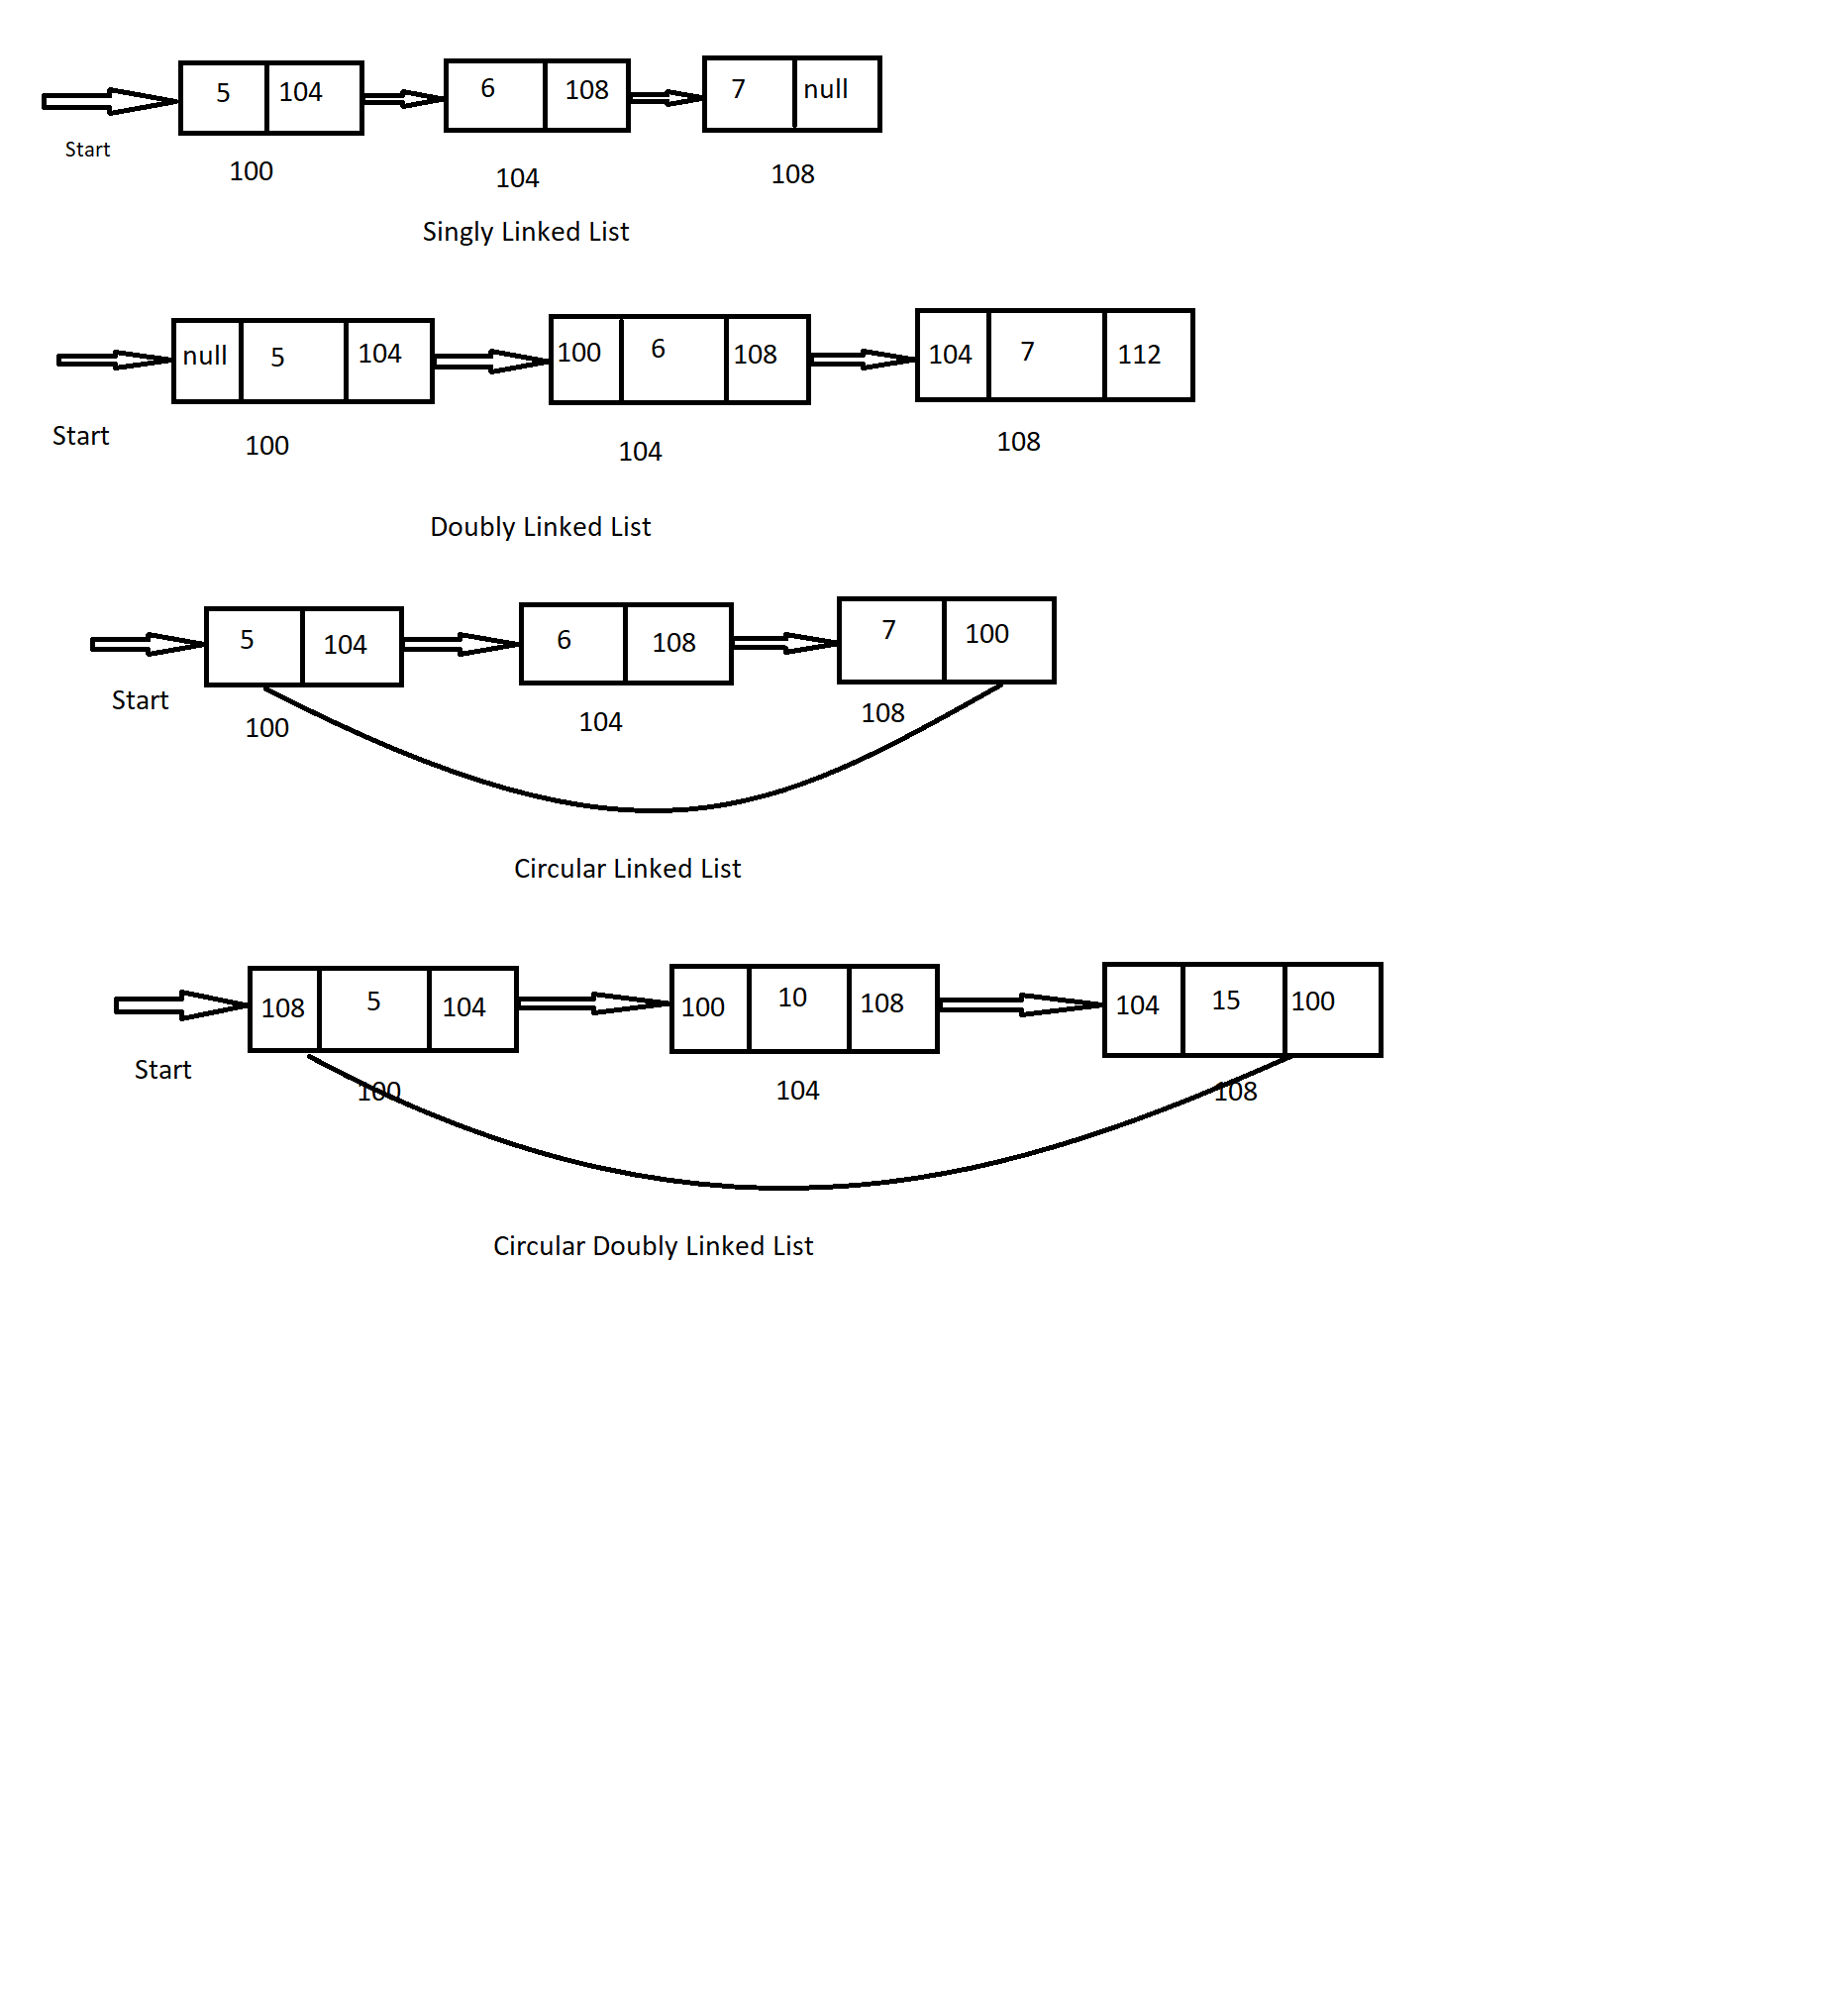 5 104 6 108 7 null
Start
100 104 108
Singly Linked List
null 5 104 100 6 108 104 7 112
Start 100 104 108
Doubly Linked List
5 104 6 108 7 100
Start 100 104 108
Circular Linked List
108 5 104 100 10 108 104 15 100
Start 100 104 108
Circular Doubly Linked List